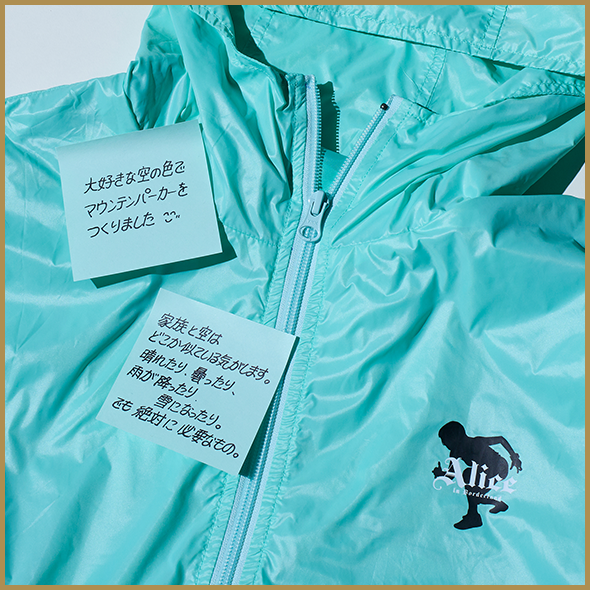 大好きな空の色で
マウンテンパーカーを
つくりました
家族と空は
どこか似ている気がします。
晴れたり、曇ったり、
雨が降ったり
雪になったり。
でも絶対に必要なもの。
Alice
in Borderland